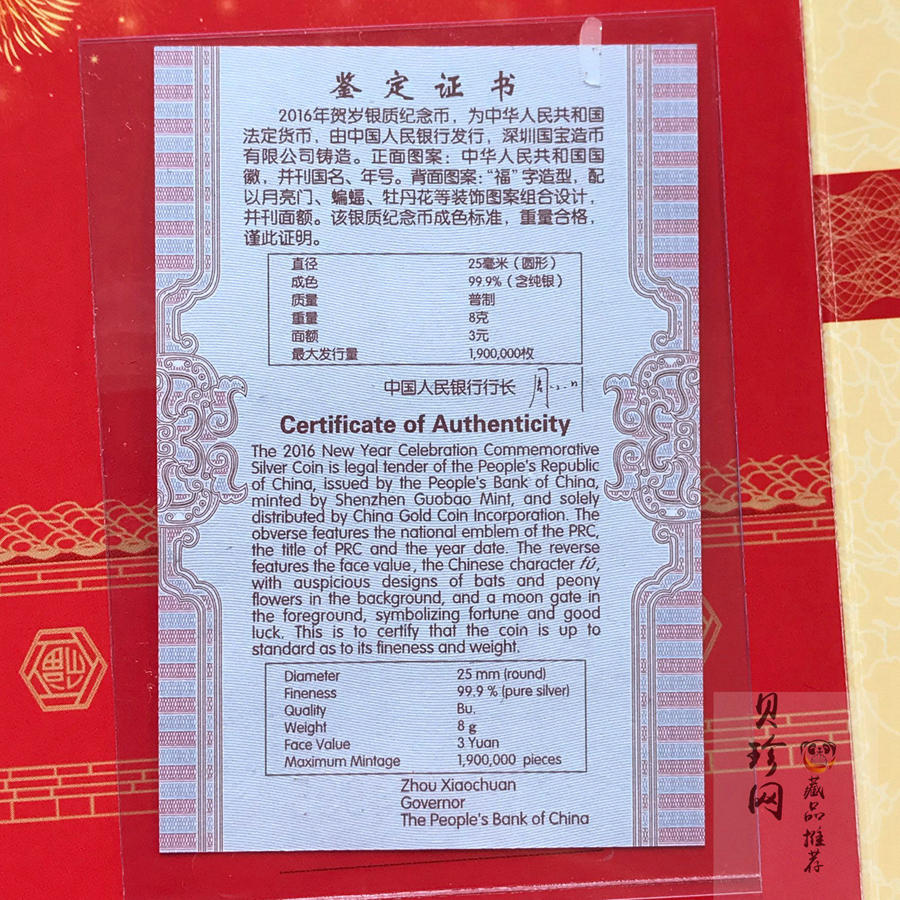 鉴定证书
2016年贺岁银质纪念币，为中华人民共和国
法定货币，由中国人民银行发行，深圳国宝造币
有限公司铸造。正面图案：中华人民共和国国
徽，并刊国名、年号。背面图案：“福”字造型，配
以月亮门、蝙蝠、牡丹花等装饰图案组合设计，
并刊面额。该银质纪念币成色标准，重量合格，
谨此证明。
直径 25毫米（圆形）
成色 99.9%（含纯银）
质量 普制
重量 8克
面额 3元
最大发行量 1,900,000枚
中国人民银行行长
Certificate of Authenticity
The 2016 New Year Celebration Commemorative
Silver Coin is legal tender of the People's Republic
of China, issued by the People's Bank of China,
minted by Shenzhen Guobao Mint, and solely
distributed by China Gold Coin Incorporation. The
obverse features the national emblem of the PRC,
the title of PRC and the year date. The reverse
features the face value, the Chinese character fú,
with auspicious designs of bats and peony
flowers in the background, and a moon gate in
the foreground, symbolizing fortune and good
luck. This is to certify that the coin is up to
standard as to its fineness and weight.
Diameter 25 mm (round)
Fineness 99.9 % (pure silver)
Quality Bu.
Weight 8 g
Face Value 3 Yuan
Maximum Mintage 1,900,000 pieces
Zhou Xiaochuan
Governor
The People's Bank of China
贝珍网
藏品推荐